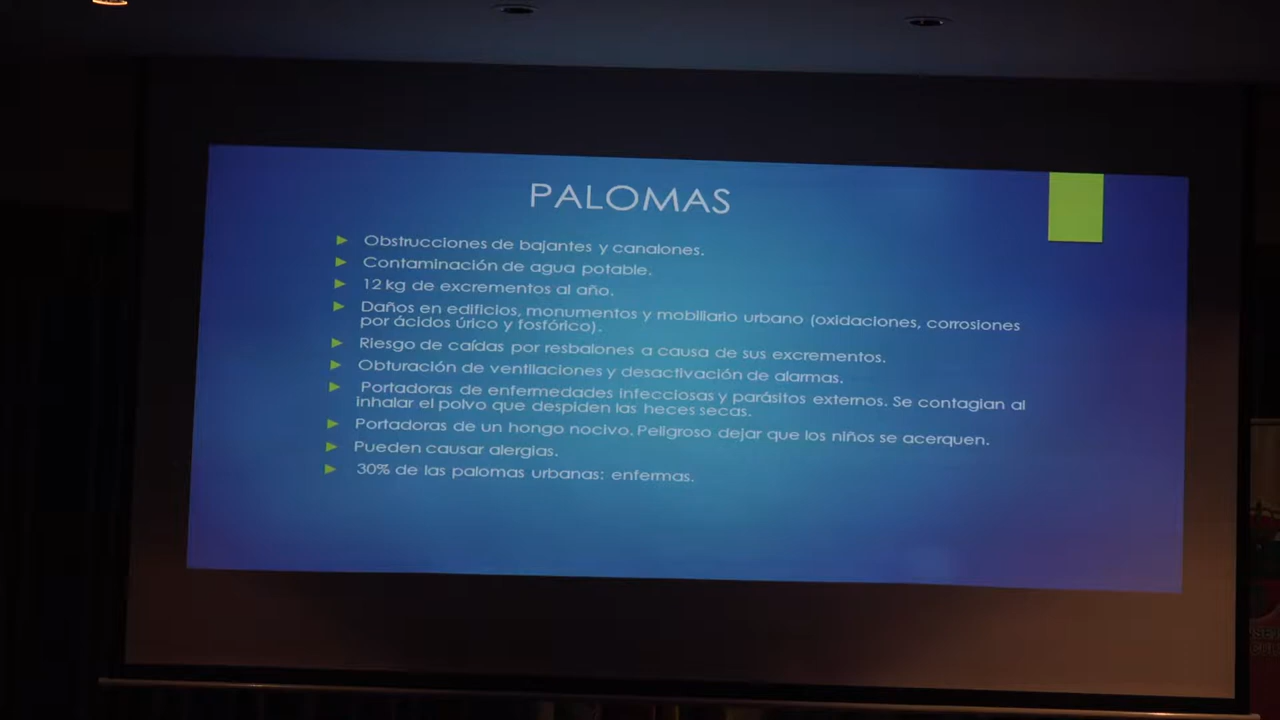 PALOMAS
Obstrucciones de bajantes y canalones.
Contaminación de agua potable.
12 kg de excrementos al año.
Daños en edificios, monumentos y mobiliario urbano (oxidaciones, corrosiones
por ácidos úrico y fosfórico).
Riesgo de caídas por resbalones a causa de sus excrementos.
Obturación de ventilaciones y desactivación de alarmas.
Portadoras de enfermedades infecciosas y parásitos externos. Se contagian al
inhalar el polvo que despiden las heces secas.
Portadoras de un hongo nocivo. Peligroso dejar que los niños se acerquen.
Pueden causar alergias.
30% de las palomas urbanas: enfermas.